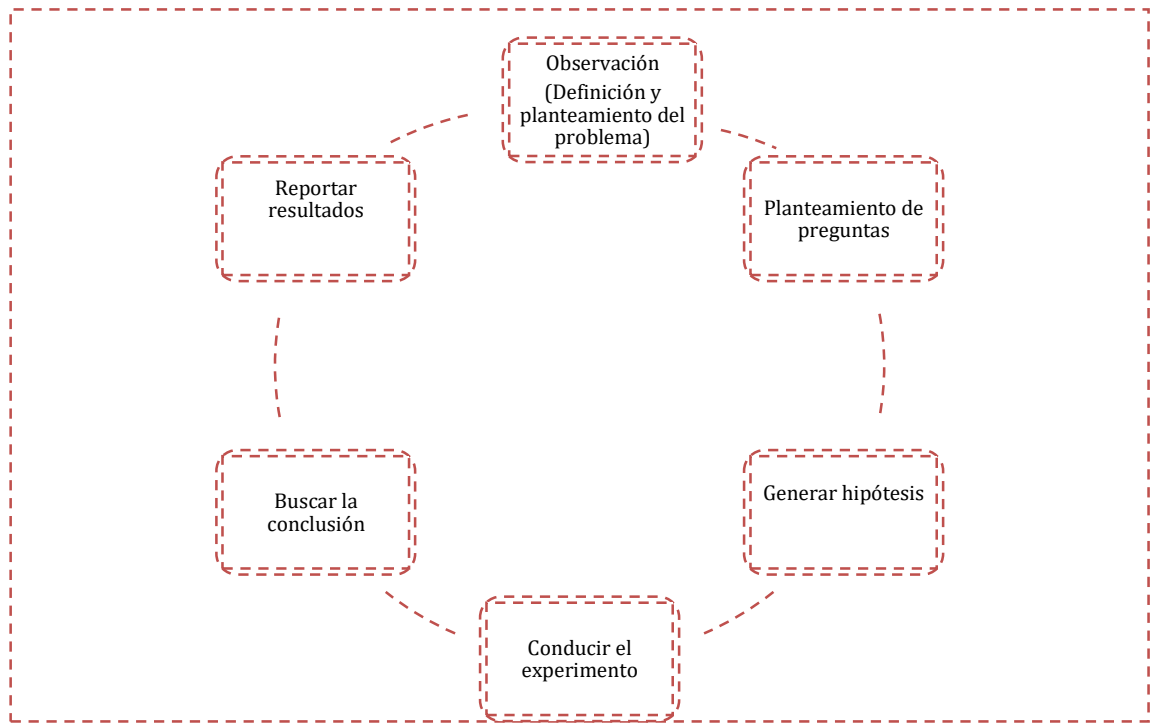 Observación
(Definición y
planteamiento del
problema)
Planteamiento de
preguntas
Generar hipótesis
Conducir el
experimento
Buscar la
conclusión
Reportar
resultados